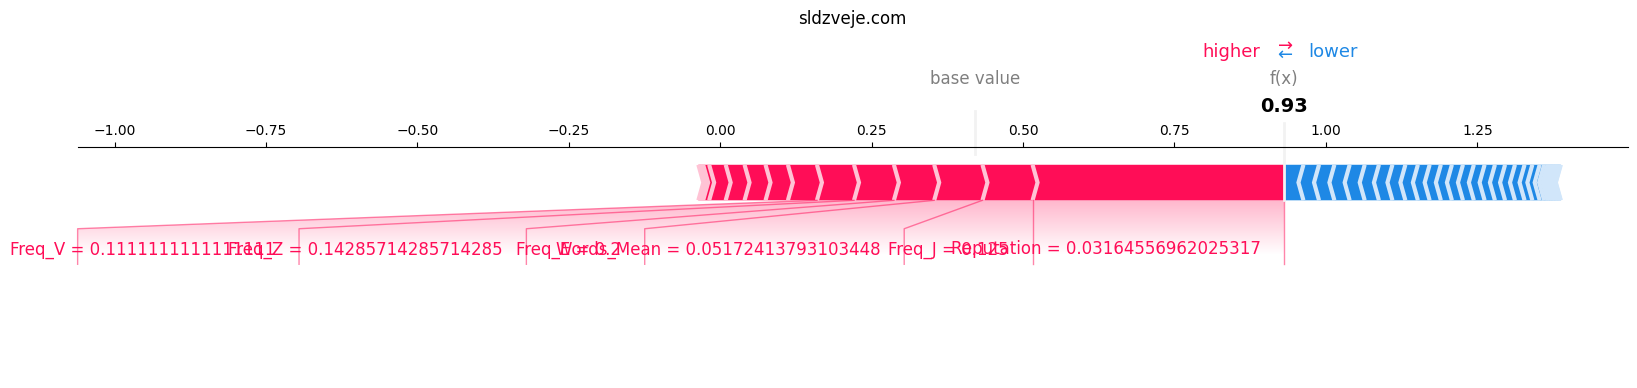 sldzveje.com
higher ⇄ lower
base value f(x)
0.93
−1.00 −0.75 −0.50 −0.25 0.00 0.25 0.50 0.75 1.00 1.25
Freq_V = 0.1111111111111111 Freq_Z = 0.14285714285714285 Freq_E = 0.2 Words_Mean = 0.05172413793103448 Freq_J = 0.125 Reputation = 0.03164556962025317